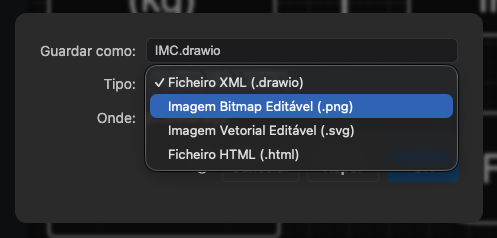 (kg)
Guardar como:
IMC.drawio
Tipo:
✓ Ficheiro XML (.drawio)
Imagem Bitmap Editável (.png)
Onde:
Imagem Vetorial Editável (.svg)
Ficheiro HTML (.html)